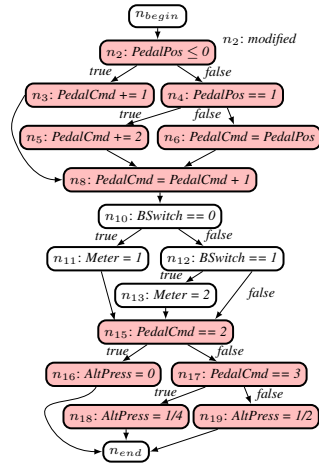 n_begin
n_2: PedalPos ≤ 0
n_2: modified
true false
n_3: PedalCmd += 1 n_4: PedalPos == 1
true false
n_5: PedalCmd += 2 n_6: PedalCmd = PedalPos
n_8: PedalCmd = PedalCmd + 1
n_10: BSwitch == 0
true false
n_11: Meter = 1 n_12: BSwitch == 1
true
n_13: Meter = 2 false
n_15: PedalCmd == 2
true false
n_16: AltPress = 0 n_17: PedalCmd == 3
true false
n_18: AltPress = 1/4 n_19: AltPress = 1/2
n_end